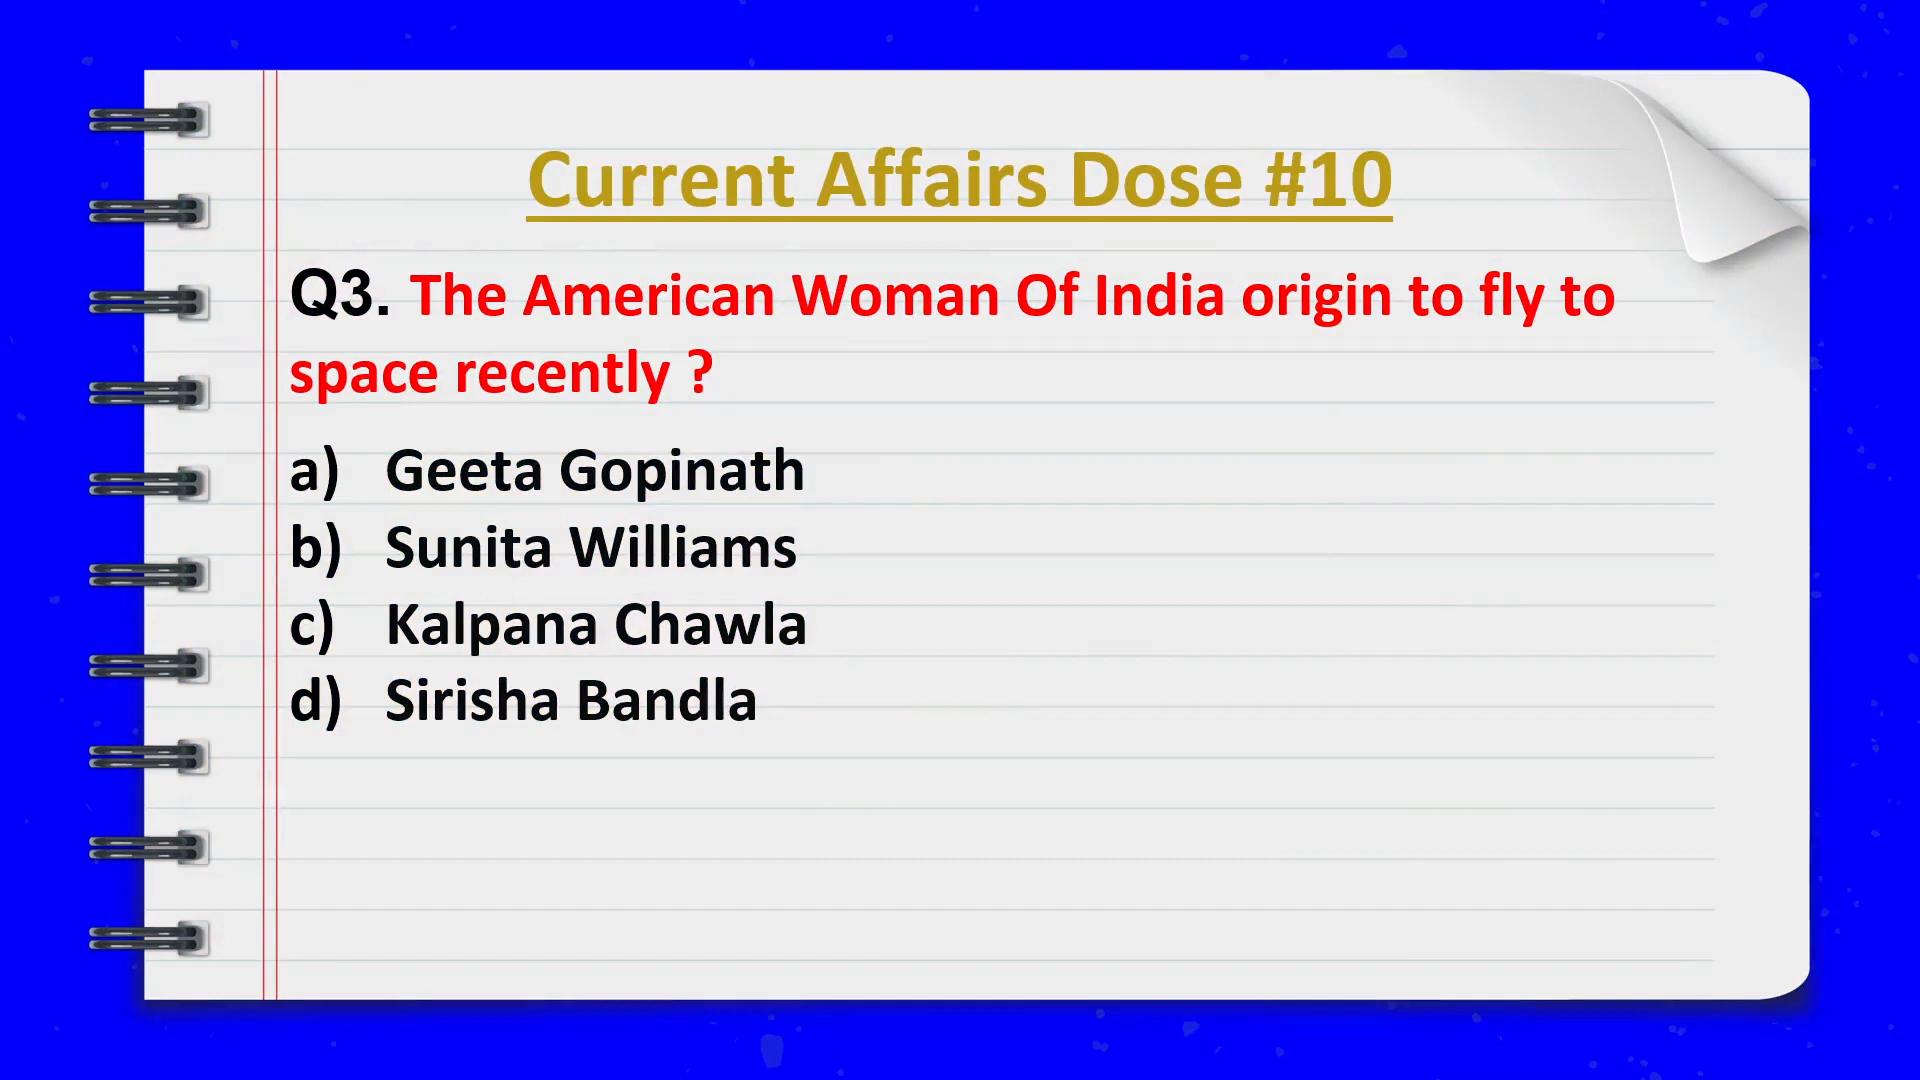 Current Affairs Dose #10
Q3. The American Woman Of India origin to fly to
space recently ?
a) Geeta Gopinath
b) Sunita Williams
c) Kalpana Chawla
d) Sirisha Bandla